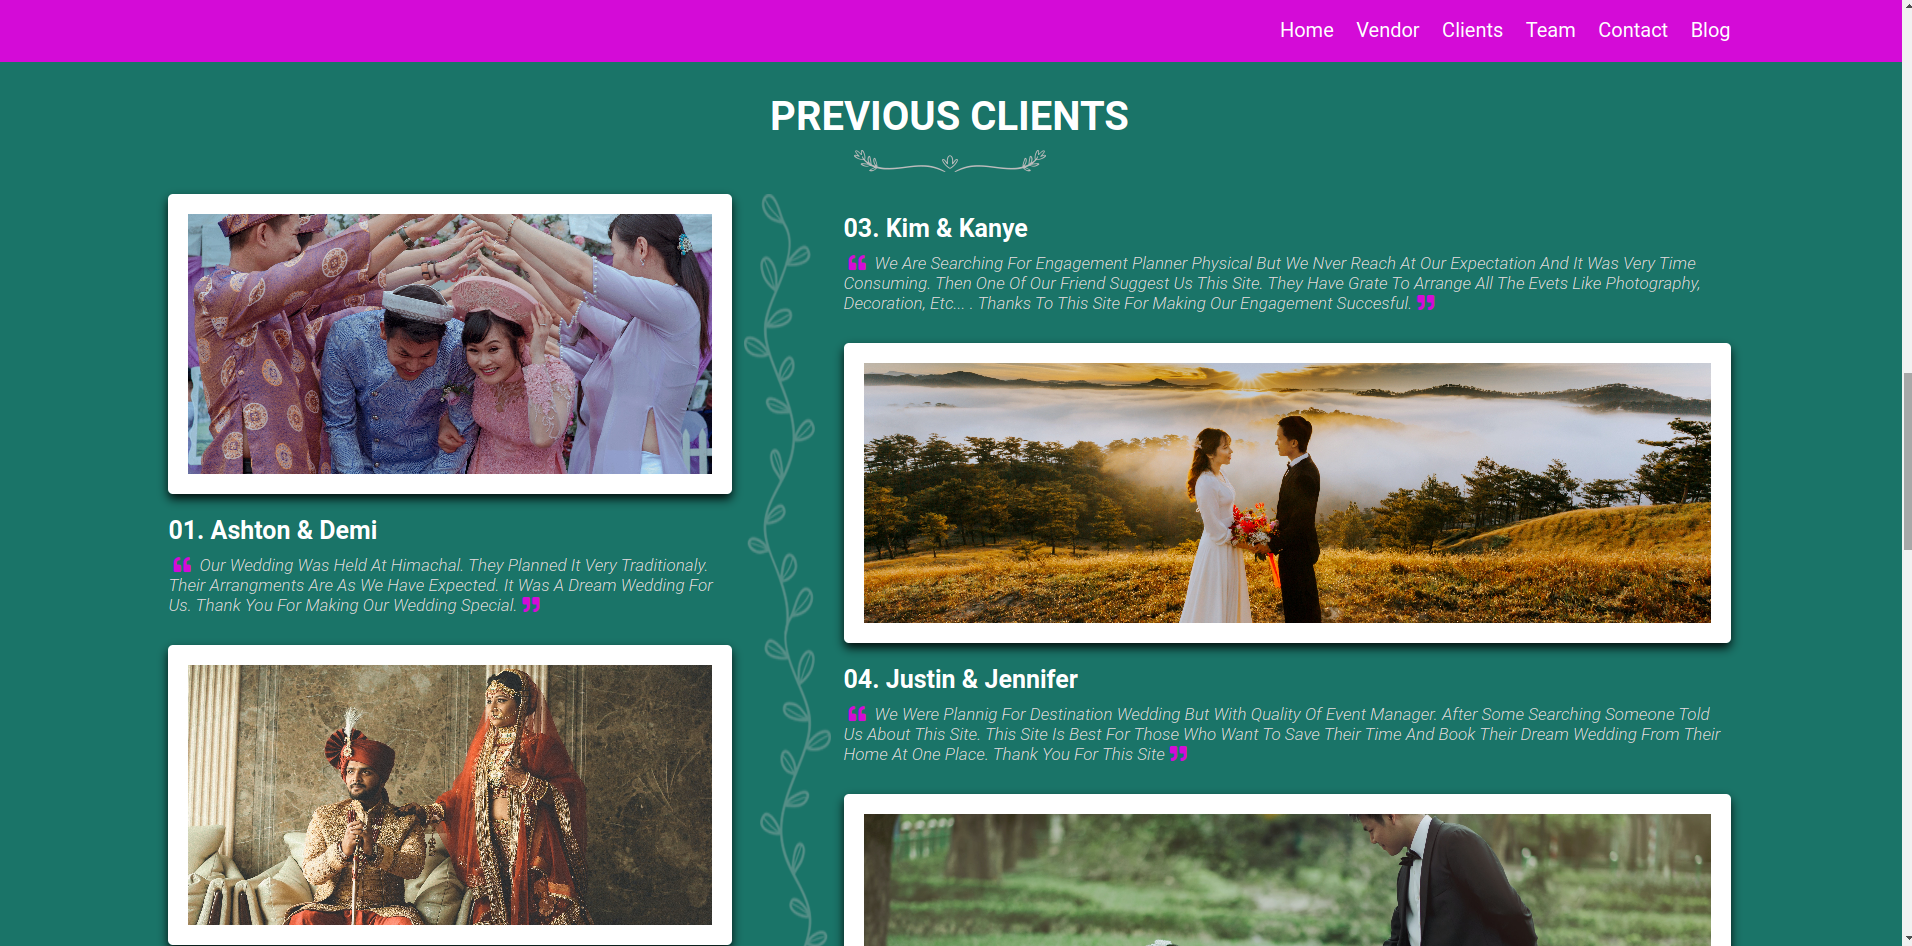 Home Vendor Clients Team Contact Blog
PREVIOUS CLIENTS
01. Ashton & Demi
❝ Our Wedding Was Held At Himachal. They Planned It Very Traditionaly.
Their Arrangments Are As We Have Expected. It Was A Dream Wedding For
Us. Thank You For Making Our Wedding Special. ❞
03. Kim & Kanye
❝ We Are Searching For Engagement Planner Physical But We Nver Reach At Our Expectation And It Was Very Time
Consuming. Then One Of Our Friend Suggest Us This Site. They Have Grate To Arrange All The Evets Like Photography,
Decoration, Etc... . Thanks To This Site For Making Our Engagement Succesful. ❞
04. Justin & Jennifer
❝ We Were Plannig For Destination Wedding But With Quality Of Event Manager. After Some Searching Someone Told
Us About This Site. This Site Is Best For Those Who Want To Save Their Time And Book Their Dream Wedding From Their
Home At One Place. Thank You For This Site ❞